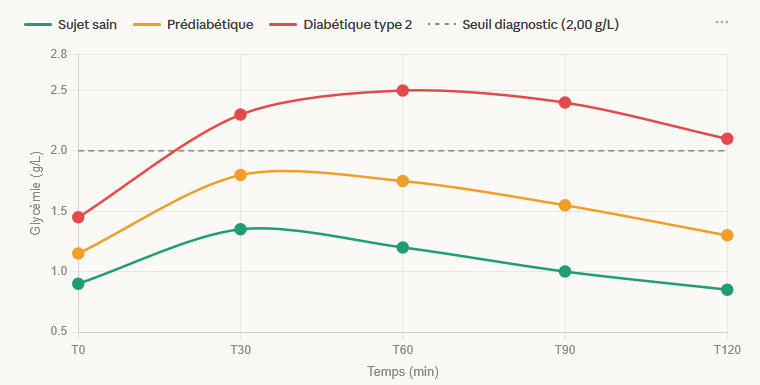 Sujet sain Prédiabétique Diabétique type 2 Seuil diagnostic (2,00 g/L)
2.8
2.5
2.0
1.5
1.0
0.5
Glycémie (g/L)
T0 T30 T60 T90 T120
Temps (min)